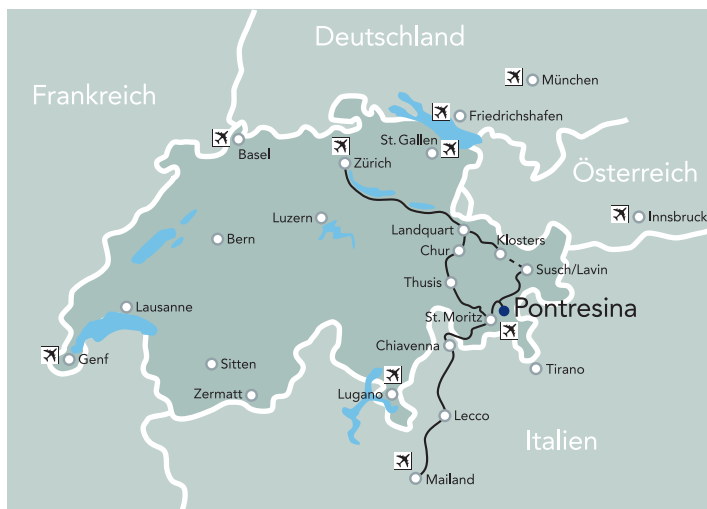 Deutschland
München
Frankreich
Friedrichshafen
St. Gallen
Basel
Zürich
Österreich
Innsbruck
Luzern
Landquart
Bern
Klosters
Chur
Susch/Lavin
Thusis
Lausanne
Pontresina
St. Moritz
Chiavenna
Genf
Sitten
Tirano
Zermatt
Lugano
Lecco
Italien
Mailand